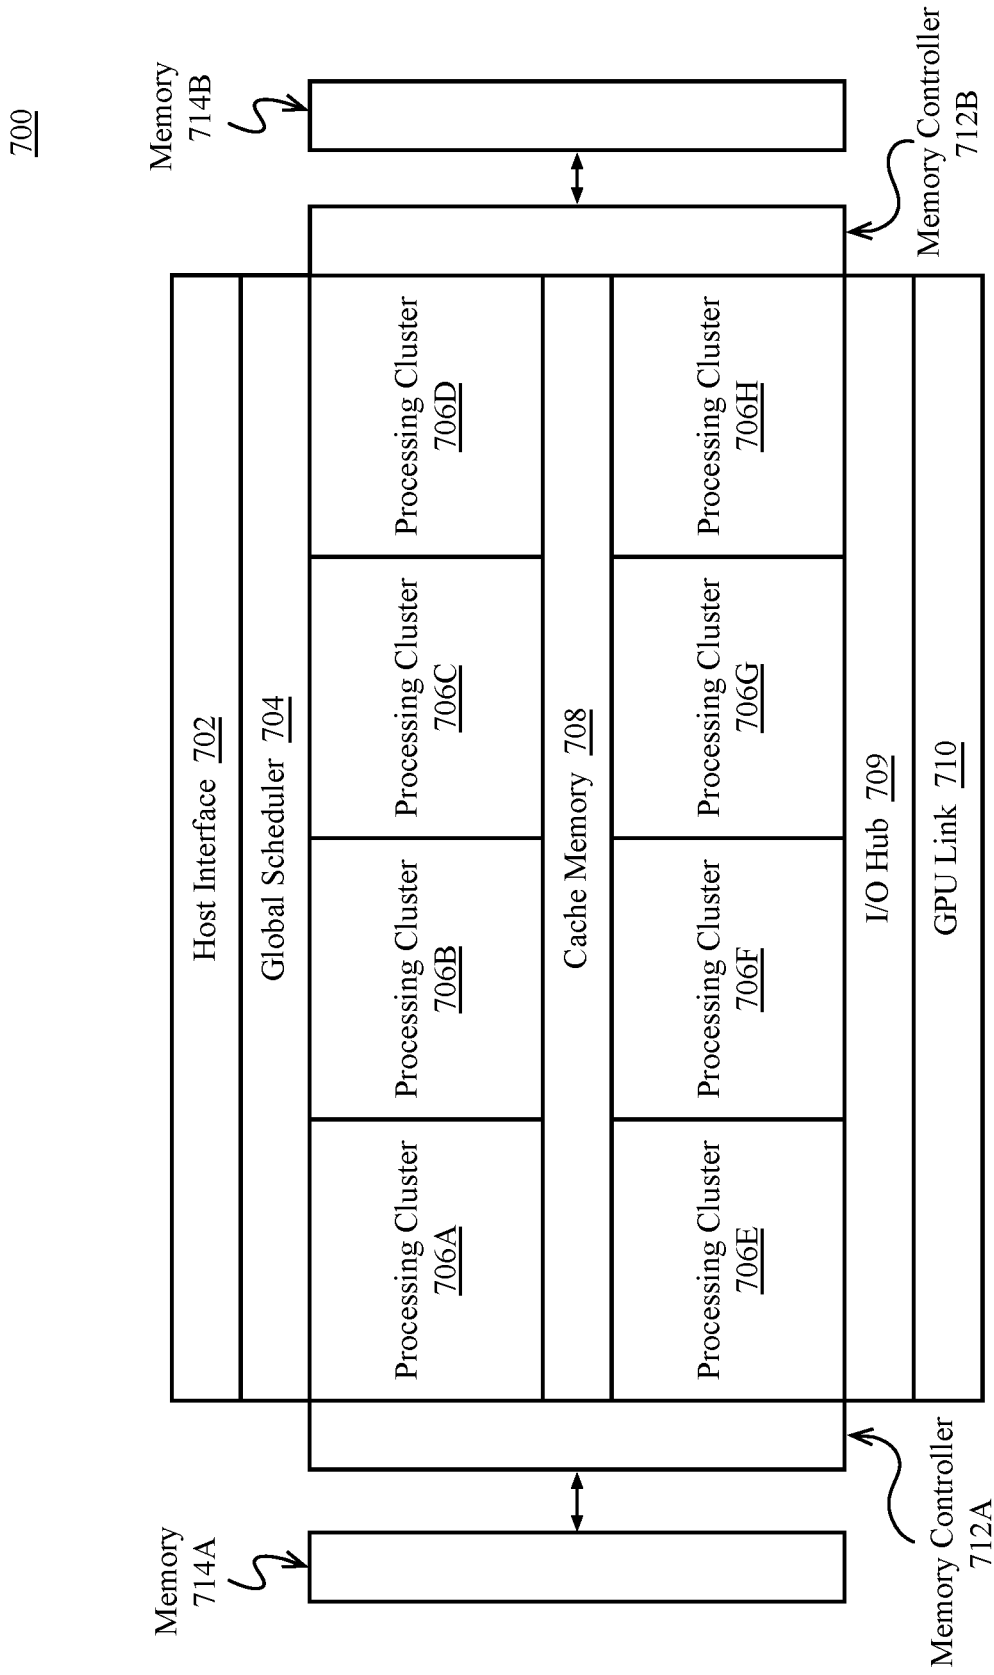 700
Memory
714A
Memory
714B
Host Interface 702
Global Scheduler 704
Processing Cluster
706A
Processing Cluster
706B
Processing Cluster
706C
Processing Cluster
706D
Cache Memory 708
Processing Cluster
706E
Processing Cluster
706F
Processing Cluster
706G
Processing Cluster
706H
I/O Hub 709
GPU Link 710
Memory Controller
712A
Memory Controller
712B